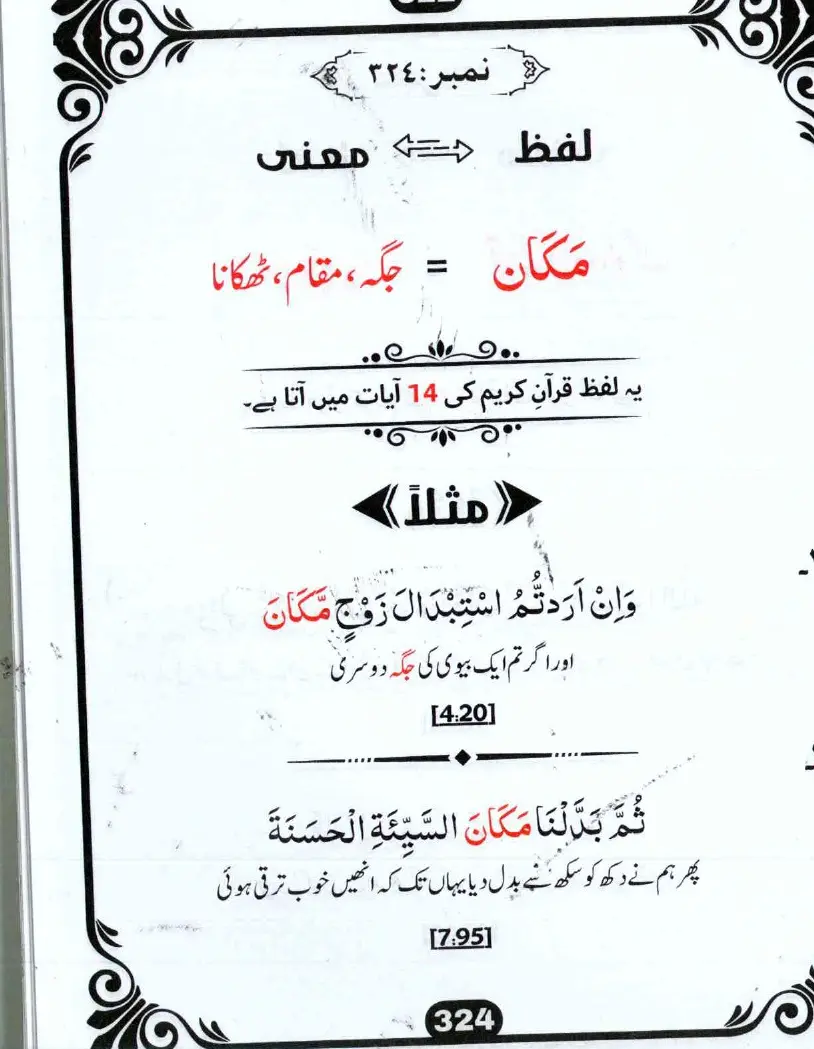 نمبر:٣٢٤
لفظ معنی
مَكَان = جگہ، مقام، ٹھکانا
یہ لفظ قرآنِ کریم کی 14 آیات میں آتا ہے۔
مثلاً
وَاِنْ اَرَدتُّمُ اسْتِبْدَالَ زَوْجٍ مَّكَانَ
اور اگر تم ایک بیوی کی جگہ دوسری
[4:20]
ثُمَّ بَدَّلْنَا مَكَانَ السَّيِّئَةِ الْحَسَنَةَ
پھر ہم نے دکھ کو سکھ سے بدل دیا یہاں تک کہ انھیں خوب ترقی ہوئی
[7:95]
324